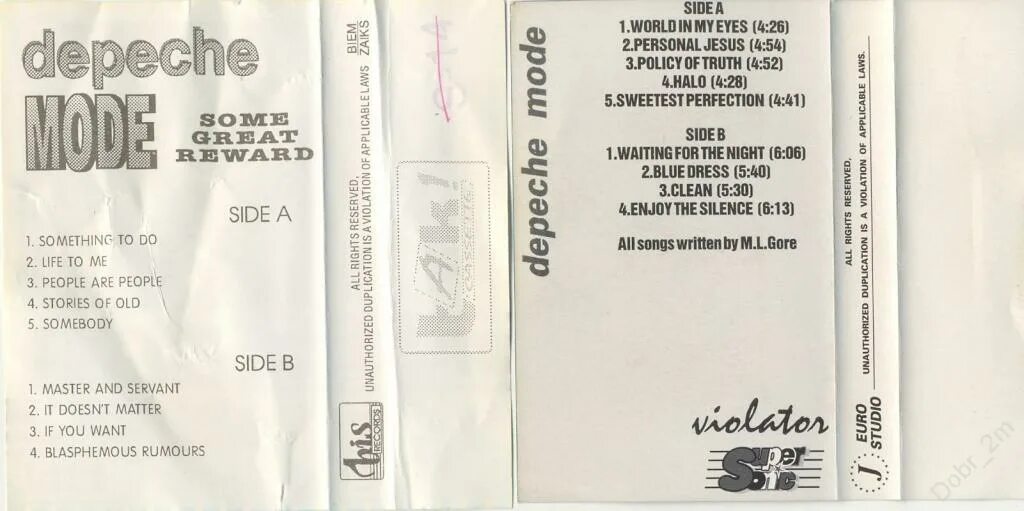 depeche
MODE
SOME
GREAT
REWARD
SIDE A
1. SOMETHING TO DO
2. LIFE TO ME
3. PEOPLE ARE PEOPLE
4. STORIES OF OLD
5. SOMEBODY
SIDE B
1. MASTER AND SERVANT
2. IT DOESN'T MATTER
3. IF YOU WANT
4. BLASPHEMOUS RUMOURS
BIEM
ZAIKS
ALL RIGHTS RESERVED,
UNAUTHORIZED DUPLICATION IS A VIOLATION OF APPLICABLE LAWS
RECORDS
CASSETTE
depeche mode
SIDE A
1.WORLD IN MY EYES (4:26)
2.PERSONAL JESUS (4:54)
3.POLICY OF TRUTH (4:52)
4.HALO (4:28)
5.SWEETEST PERFECTION (4:41)
SIDE B
1.WAITING FOR THE NIGHT (6:06)
2.BLUE DRESS (5:40)
3.CLEAN (5:30)
4.ENJOY THE SILENCE (6:13)
All songs written by M.L.Gore
violator
Super
Sonic
ALL RIGHTS RESERVED,
UNAUTHORIZED DUPLICATION IS A VIOLATION OF APPLICABLE LAWS.
J
EURO
STUDIO
Dobr_2m